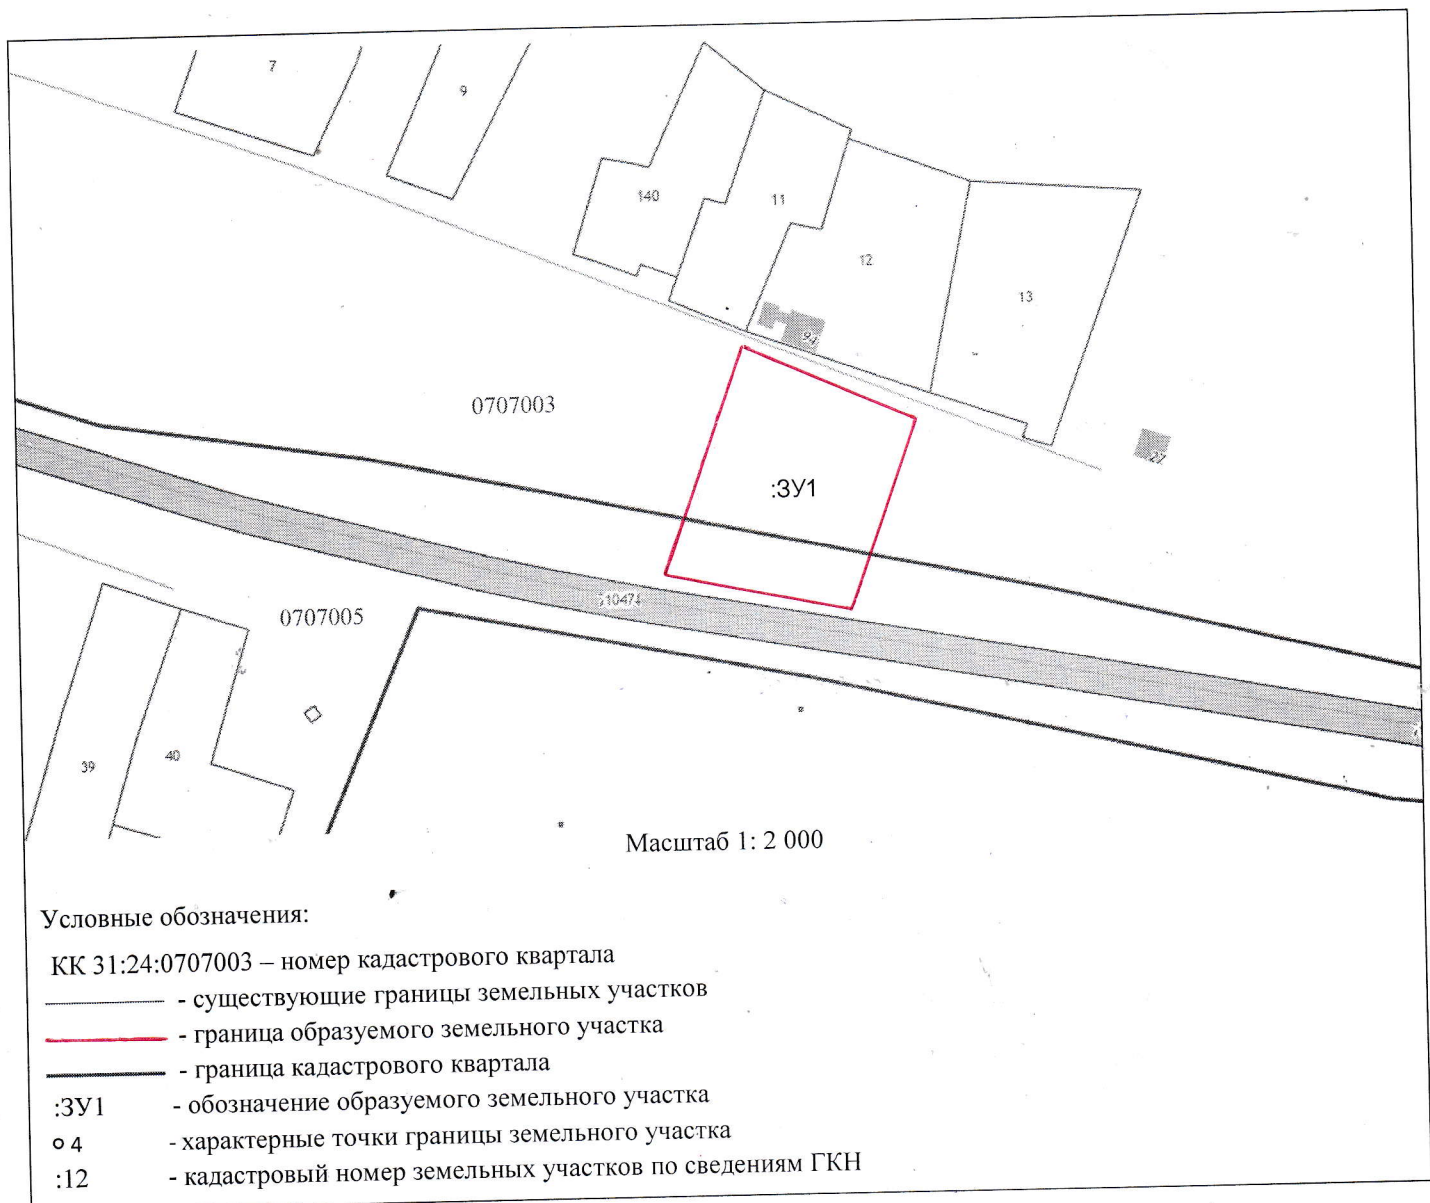 7
9
140
11
12
13
94
27
0707003
:ЗУ1
0707005
39
40
Масштаб 1: 2 000
Условные обозначения:
КК 31:24:0707003 – номер кадастрового квартала
- существующие границы земельных участков
- граница образуемого земельного участка
- граница кадастрового квартала
:ЗУ1 - обозначение образуемого земельного участка
4 - характерные точки границы земельного участка
:12 - кадастровый номер земельных участков по сведениям ГКН